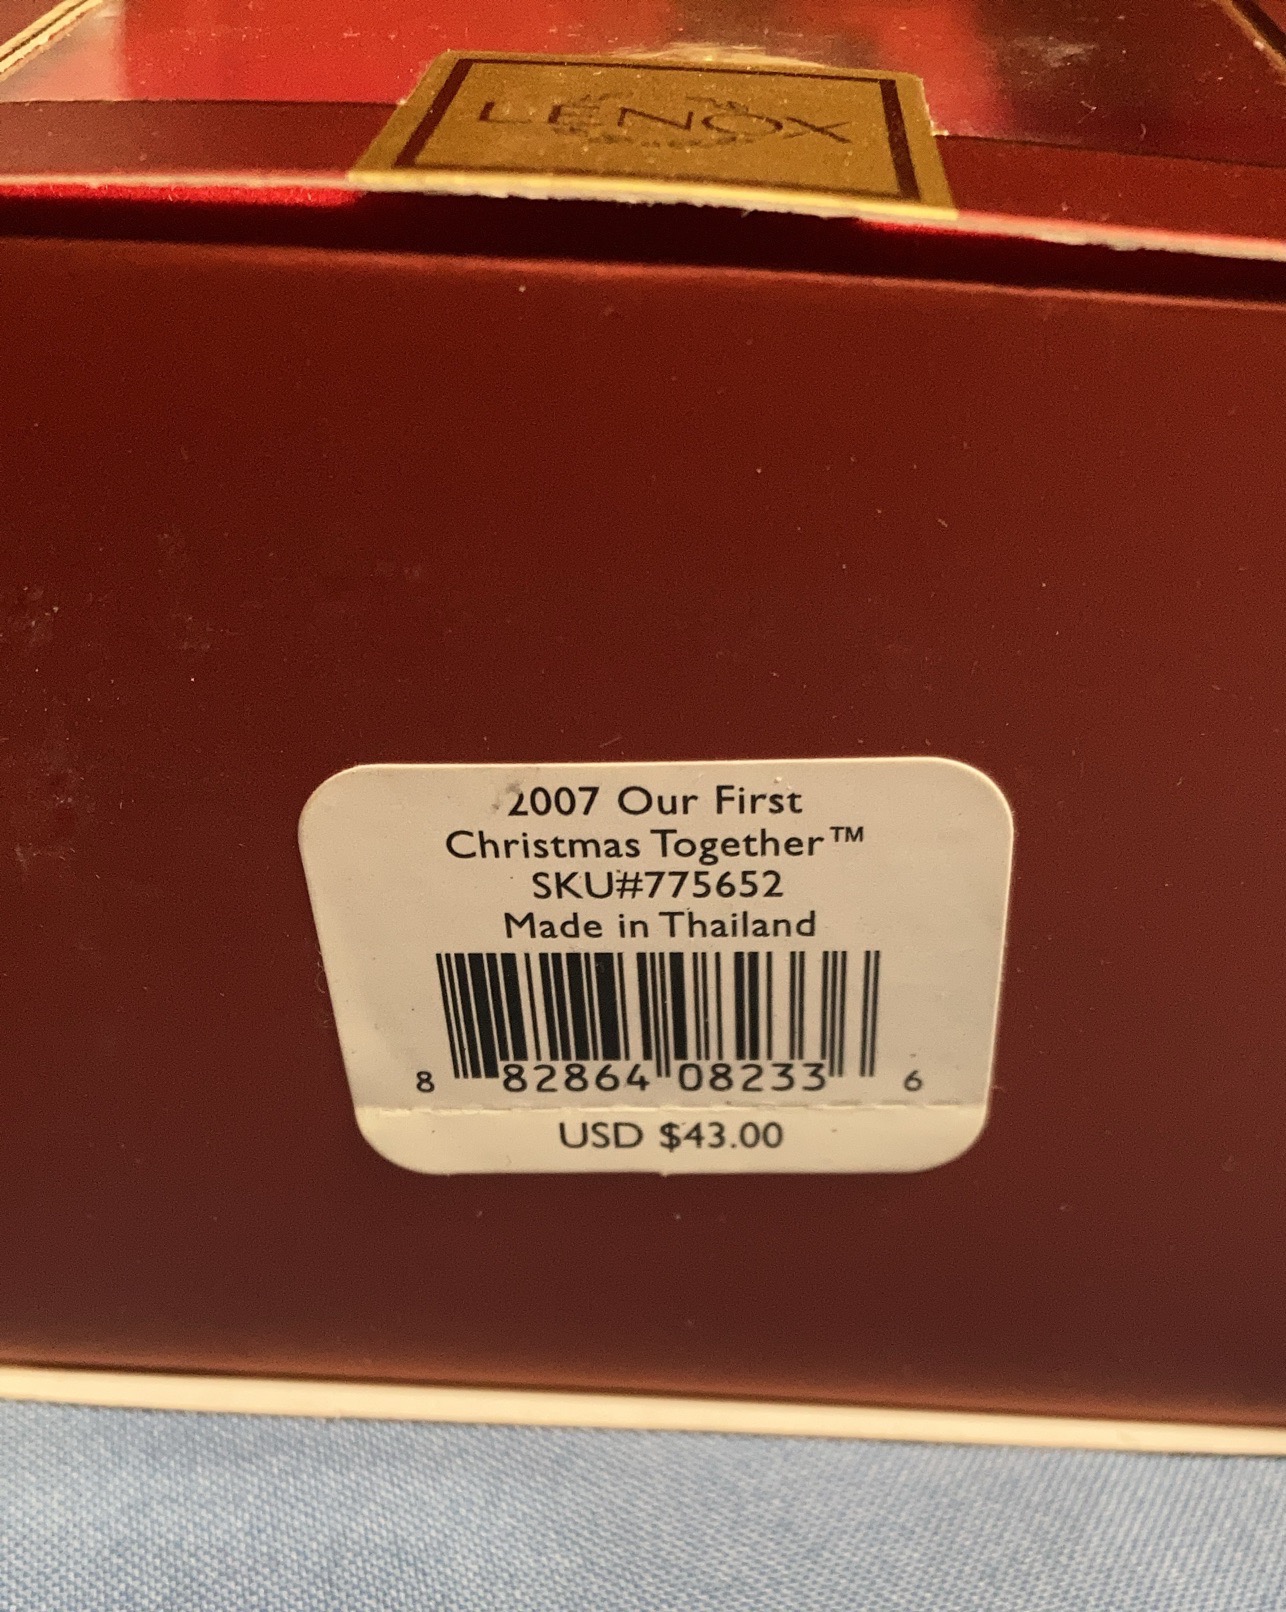 LENOX
2007 Our First
Christmas Together™
SKU#775652
Made in Thailand
8 82864 08233 6
USD $43.00